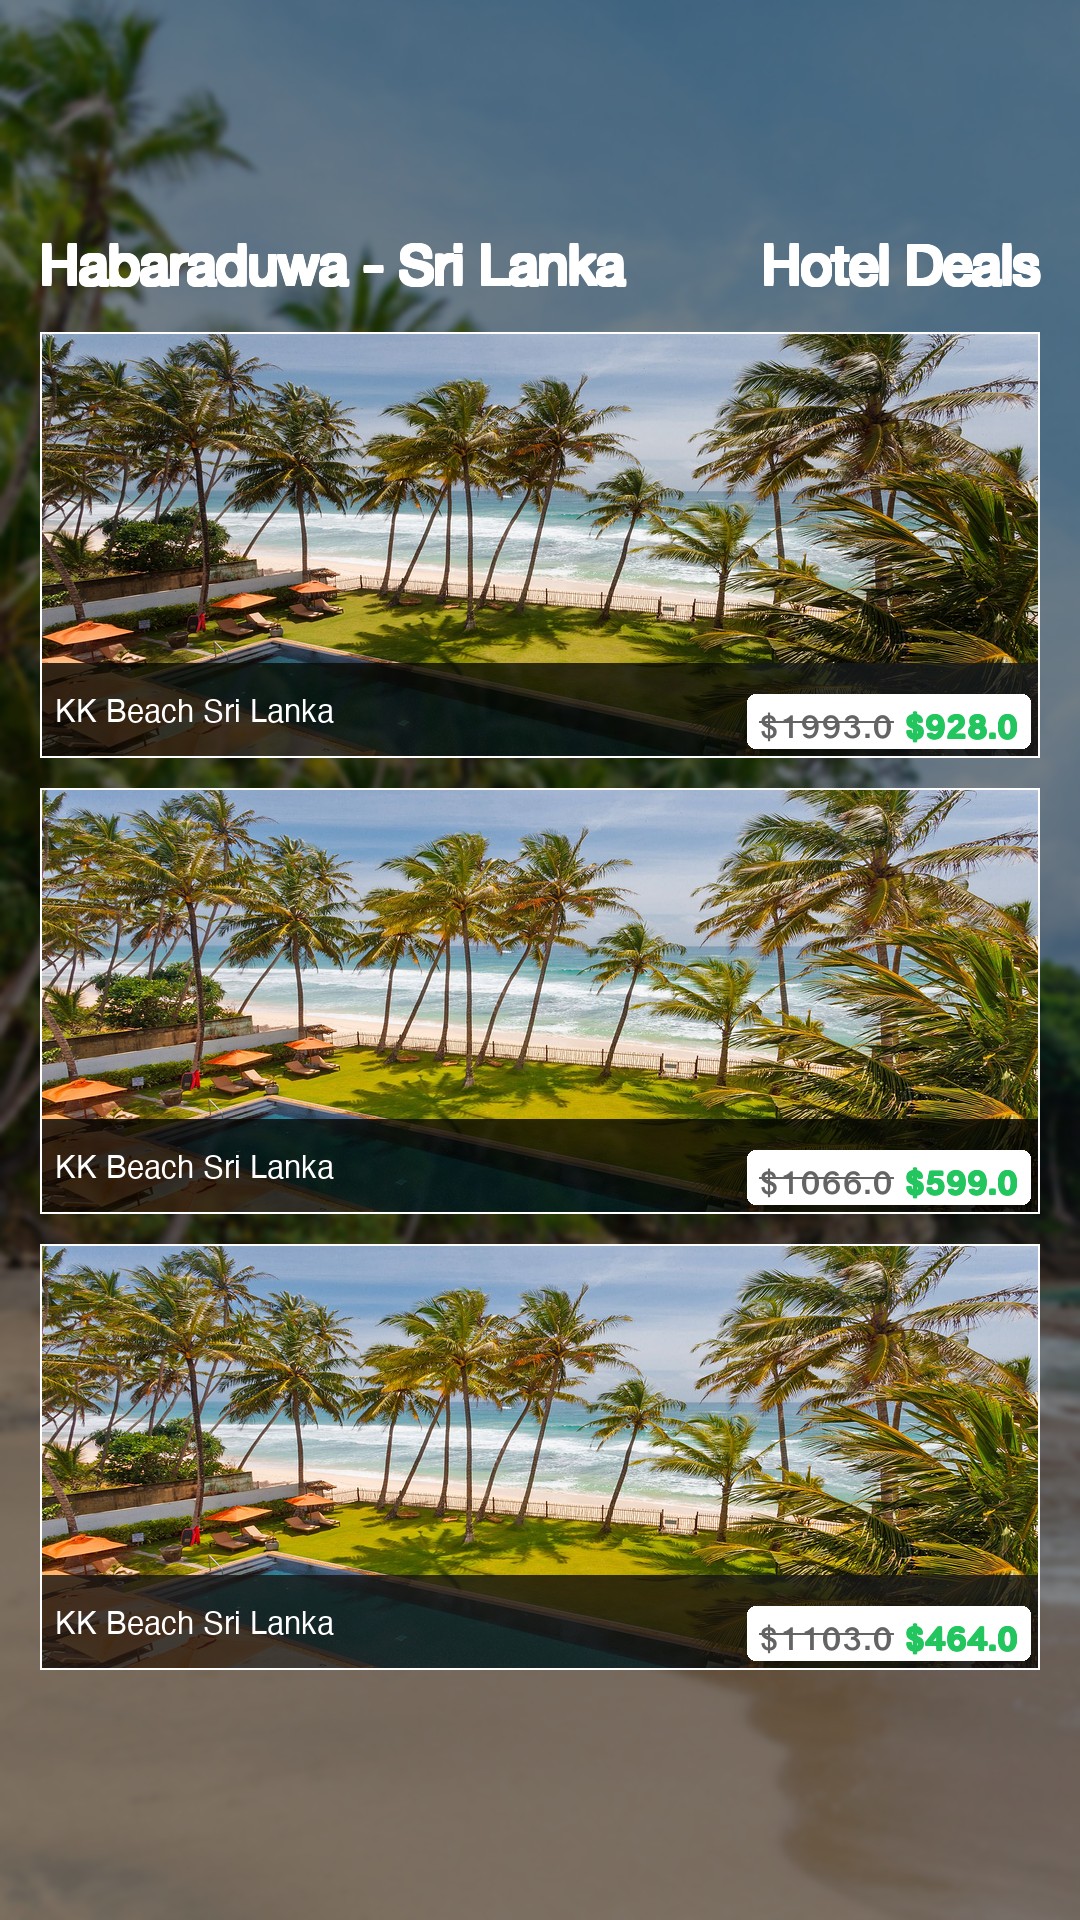 Habaraduwa - Sri Lanka Hotel Deals
KK Beach Sri Lanka
$1993.0 $928.0
KK Beach Sri Lanka
$1066.0 $599.0
KK Beach Sri Lanka
$1103.0 $464.0